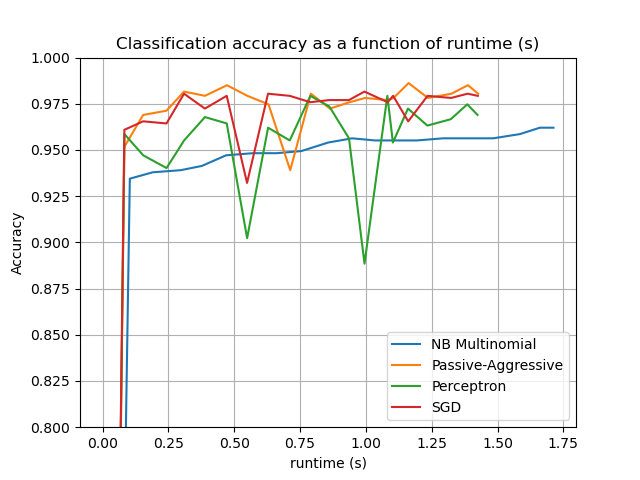 Classification accuracy as a function of runtime (s)
1.000
0.975
0.950
0.925
0.900
0.875
0.850
0.825
0.800
Accuracy
NB Multinomial
Passive-Aggressive
Perceptron
SGD
0.00 0.25 0.50 0.75 1.00 1.25 1.50 1.75
runtime (s)